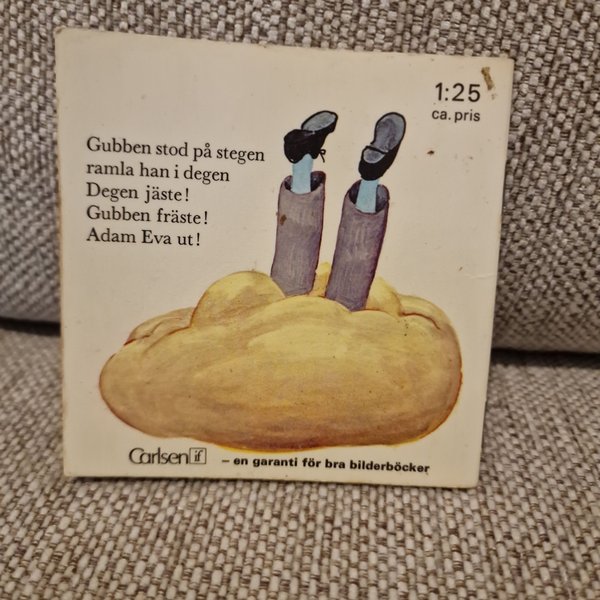 1:25
ca. pris
Gubben stod på stegen
ramla han i degen
Degen jäste!
Gubben fräste!
Adam Eva ut!
Carlsen if – en garanti för bra bilderböcker